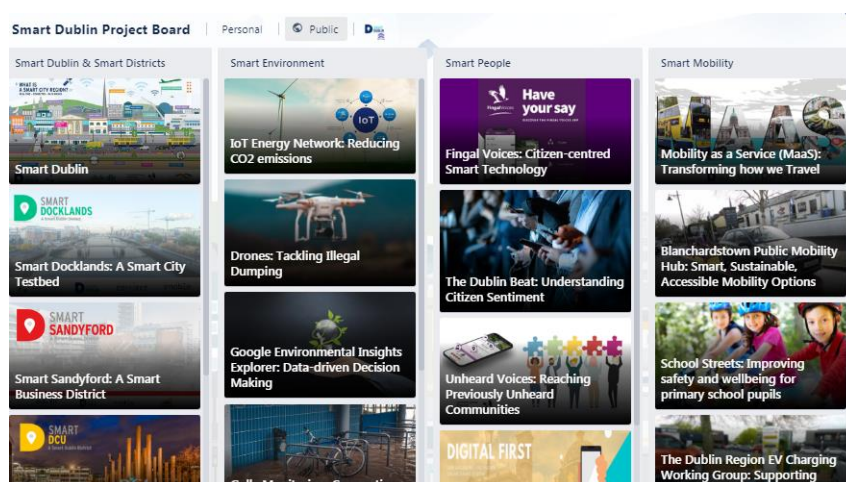 Smart Dublin Project Board
Personal
Public
Smart Dublin & Smart Districts
WHAT IS
A SMART CITY REGION?
Smart Dublin
SMART
DOCKLANDS
Smart Docklands: A Smart City
Testbed
SMART
SANDYFORD
Smart Sandyford: A Smart
Business District
SMART
DCU
Smart Environment
IoT
IoT Energy Network: Reducing
CO2 emissions
Drones: Tackling Illegal
Dumping
Google Environmental Insights
Explorer: Data-driven Decision
Making
Smart People
FingalVoices
Have
your say
Fingal Voices: Citizen-centred
Smart Technology
The Dublin Beat: Understanding
Citizen Sentiment
Unheard Voices: Reaching
Previously Unheard
Communities
DIGITAL FIRST
Smart Mobility
MAAS
Mobility as a Service (MaaS):
Transforming how we Travel
Blanchardstown Public Mobility
Hub: Smart, Sustainable,
Accessible Mobility Options
School Streets: Improving
safety and wellbeing for
primary school pupils
The Dublin Region EV Charging
Working Group: Supporting